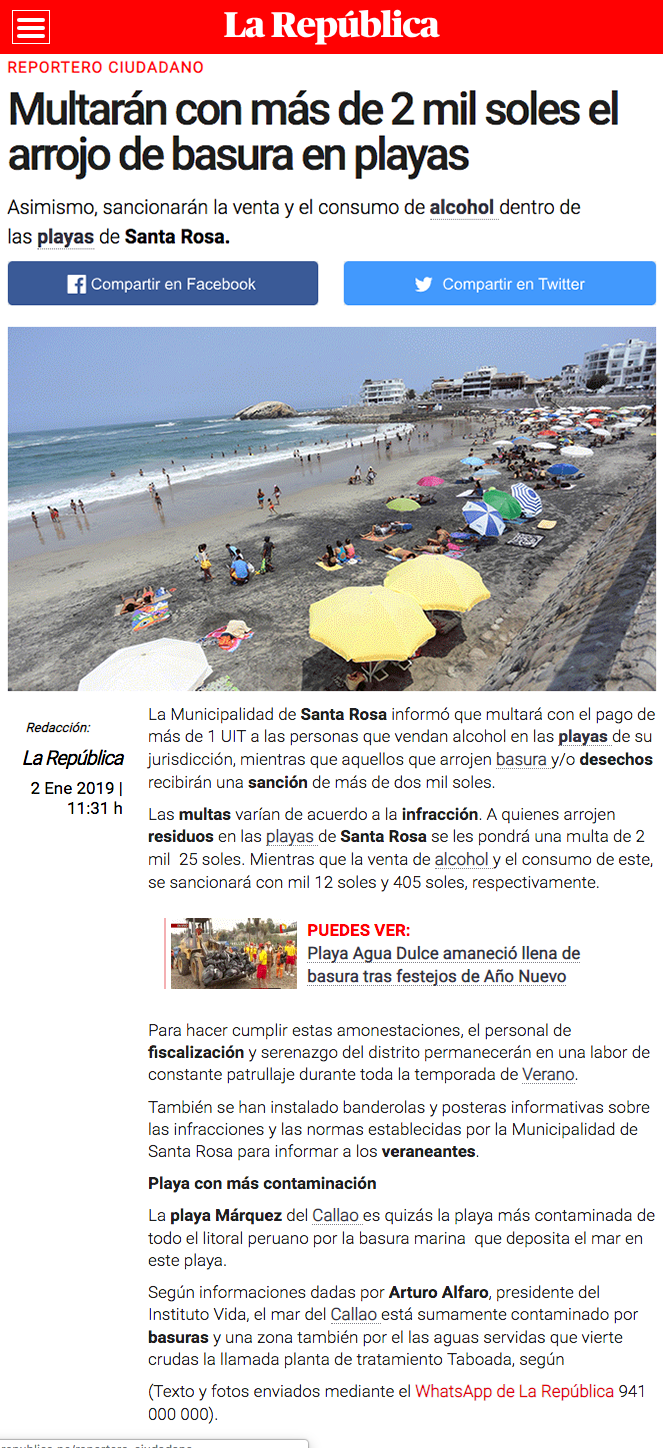 La República
REPORTERO CIUDADANO
Multarán con más de 2 mil soles el
arrojo de basura en playas
Asimismo, sancionarán la venta y el consumo de alcohol dentro de
las playas de Santa Rosa.
Compartir en Facebook
Compartir en Twitter
Redacción:
La República
2 Ene 2019 |
11:31 h
La Municipalidad de Santa Rosa informó que multará con el pago de
más de 1 UIT a las personas que vendan alcohol en las playas de su
jurisdicción, mientras que aquellos que arrojen basura y/o desechos
recibirán una sanción de más de dos mil soles.
Las multas varían de acuerdo a la infracción. A quienes arrojen
residuos en las playas de Santa Rosa se les pondrá una multa de 2
mil  25 soles. Mientras que la venta de alcohol y el consumo de este,
se sancionará con mil 12 soles y 405 soles, respectivamente.
PUEDES VER:
Playa Agua Dulce amaneció llena de
basura tras festejos de Año Nuevo
Para hacer cumplir estas amonestaciones, el personal de
fiscalización y serenazgo del distrito permanecerán en una labor de
constante patrullaje durante toda la temporada de Verano.
También se han instalado banderolas y posteras informativas sobre
las infracciones y las normas establecidas por la Municipalidad de
Santa Rosa para informar a los veraneantes.
Playa con más contaminación
La playa Márquez del Callao es quizás la playa más contaminada de
todo el litoral peruano por la basura marina  que deposita el mar en
este playa.
Según informaciones dadas por Arturo Alfaro, presidente del
Instituto Vida, el mar del Callao está sumamente contaminado por
basuras y una zona también por el las aguas servidas que vierte
crudas la llamada planta de tratamiento Taboada, según
(Texto y fotos enviados mediante el WhatsApp de La República 941
000 000).